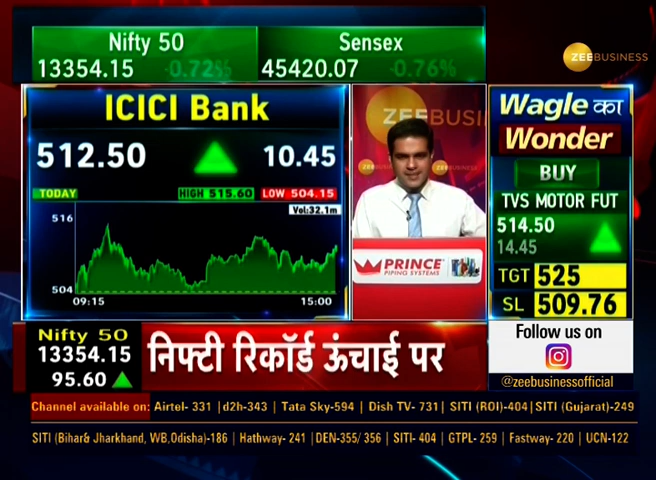 Nifty 50
13354.15 -0.72%
Sensex
45420.07 -0.76%
ZEEBUSINESS
ICICI Bank
512.50 10.45
TODAY HIGH 515.60 LOW 504.15
Vol:32.1m
516
504
09:15 15:00
ZEEBUSINESS
ZEEBUSINESS
PRINCE
PIPING SYSTEMS
Wagle का
Wonder
BUY
TVS MOTOR FUT
514.50
14.45
TGT 525
SL 509.76
Nifty 50
13354.15
95.60
निफ्टी रिकॉर्ड ऊंचाई पर
Follow us on
@zeebusinessofficial
Channel available on: Airtel- 331 | d2h-343 | Tata Sky-594 | Dish TV- 731 | SITI (ROI)-404 | SITI (Gujarat)-249
SITI (Bihar& Jharkhand, WB,Odisha)-186 | Hathway- 241 |DEN-355/ 356 | SITI- 404 | GTPL- 259 | Fastway- 220 | UCN-122